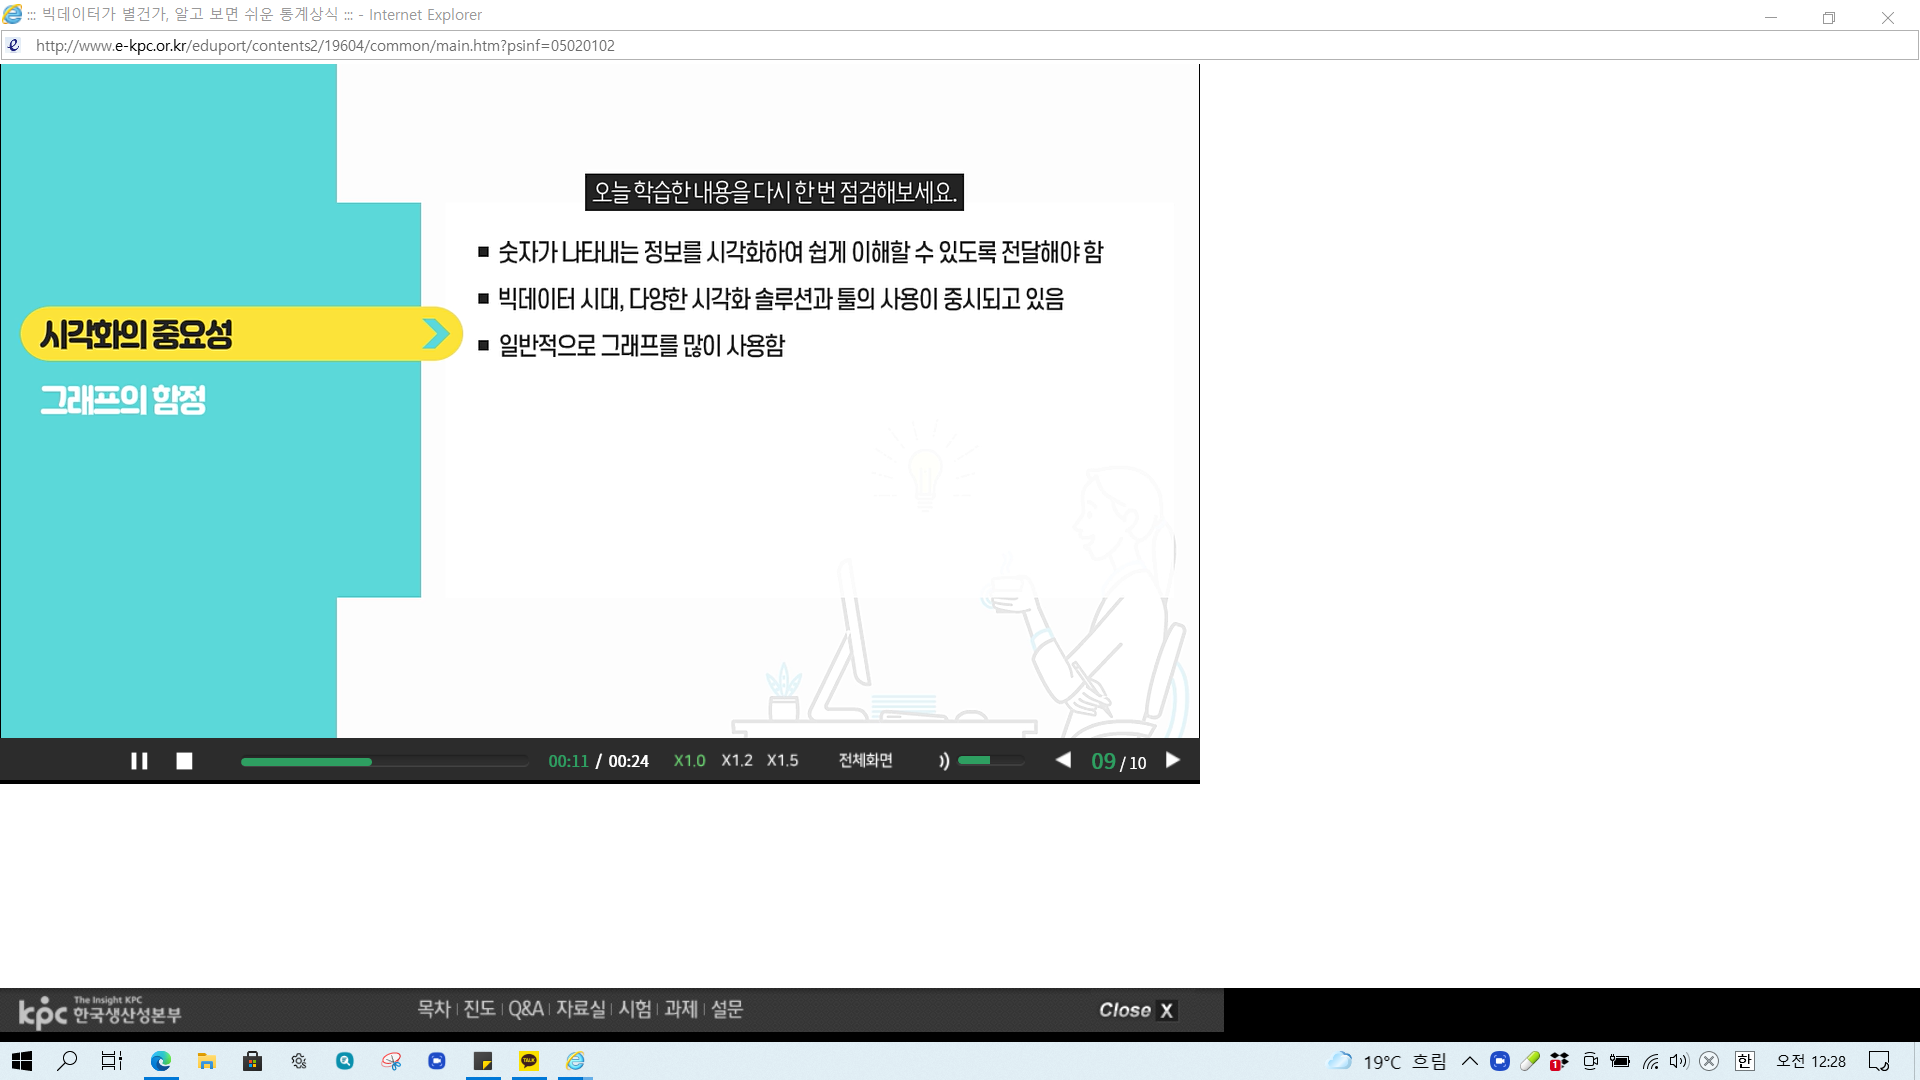 ::: 빅데이터가 별건가, 알고 보면 쉬운 통계상식 ::: - Internet Explorer
http://www.e-kpc.or.kr/eduport/contents2/19604/common/main.htm?psinf=05020102
오늘 학습한 내용을 다시 한 번 점검해보세요.
시각화의 중요성
그래프의 함정
■ 숫자가 나타내는 정보를 시각화하여 쉽게 이해할 수 있도록 전달해야 함
■ 빅데이터 시대, 다양한 시각화 솔루션과 툴의 사용이 중시되고 있음
■ 일반적으로 그래프를 많이 사용함
00:11 / 00:24 X1.0 X1.2 X1.5 전체화면 09 / 10
The Insight KPC
kpc 한국생산성본부
목차 | 진도 | Q&A | 자료실 | 시험 | 과제 | 설문
Close X
TALK
19°C 흐림
1
한
오전 12:28